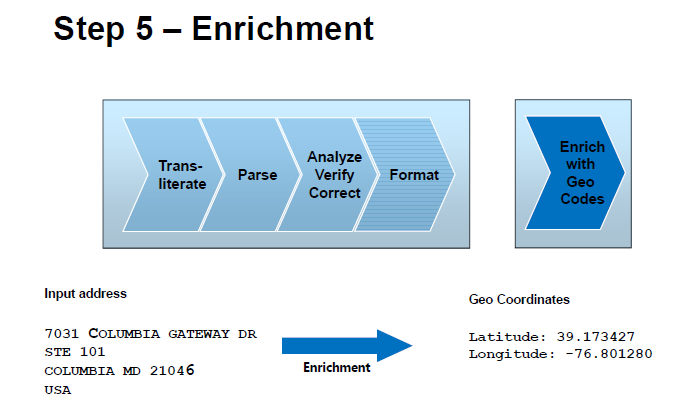 Step 5 – Enrichment
Trans-
literate
Parse
Analyze
Verify
Correct
Format
Enrich
with
Geo
Codes
Input address
7031 COLUMBIA GATEWAY DR
STE 101
COLUMBIA MD 21046
USA
Enrichment
Geo Coordinates
Latitude: 39.173427
Longitude: -76.801280